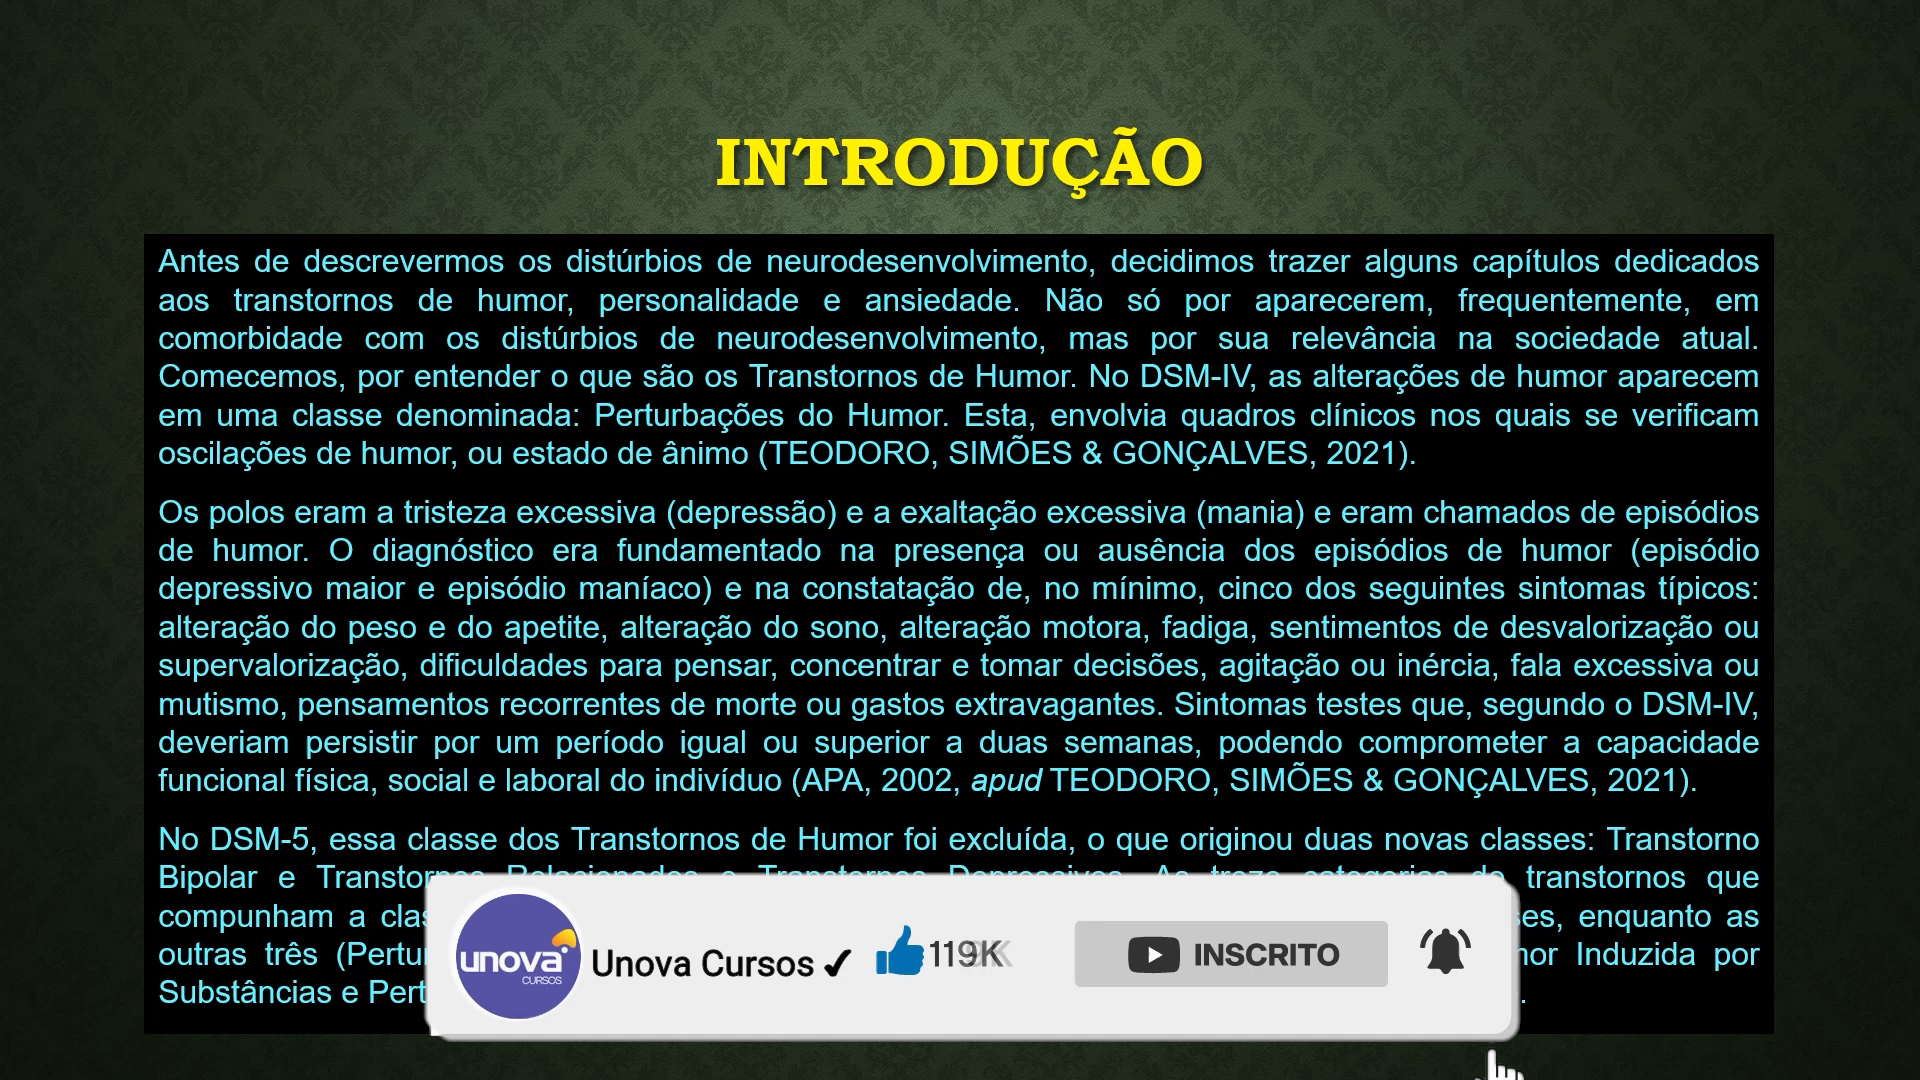 INTRODUÇÃO
Antes de descrevermos os distúrbios de neurodesenvolvimento, decidimos trazer alguns capítulos dedicados
aos transtornos de humor, personalidade e ansiedade. Não só por aparecerem, frequentemente, em
comorbidade com os distúrbios de neurodesenvolvimento, mas por sua relevância na sociedade atual.
Comecemos, por entender o que são os Transtornos de Humor. No DSM-IV, as alterações de humor aparecem
em uma classe denominada: Perturbações do Humor. Esta, envolvia quadros clínicos nos quais se verificam
oscilações de humor, ou estado de ânimo (TEODORO, SIMÕES & GONÇALVES, 2021).
Os polos eram a tristeza excessiva (depressão) e a exaltação excessiva (mania) e eram chamados de episódios
de humor. O diagnóstico era fundamentado na presença ou ausência dos episódios de humor (episódio
depressivo maior e episódio maníaco) e na constatação de, no mínimo, cinco dos seguintes sintomas típicos:
alteração do peso e do apetite, alteração do sono, alteração motora, fadiga, sentimentos de desvalorização ou
supervalorização, dificuldades para pensar, concentrar e tomar decisões, agitação ou inércia, fala excessiva ou
mutismo, pensamentos recorrentes de morte ou gastos extravagantes. Sintomas testes que, segundo o DSM-IV,
deveriam persistir por um período igual ou superior a duas semanas, podendo comprometer a capacidade
funcional física, social e laboral do indivíduo (APA, 2002, apud TEODORO, SIMÕES & GONÇALVES, 2021).
No DSM-5, essa classe dos Transtornos de Humor foi excluída, o que originou duas novas classes: Transtorno
Bipolar e Transtornos Relacionados e Transtornos Depressivos. As treze categorias de transtornos que
compunham a enquanto as
outras três Induzida por
Substâncias e
unova
CURSOS
Unova Cursos ✔
INSCRITO